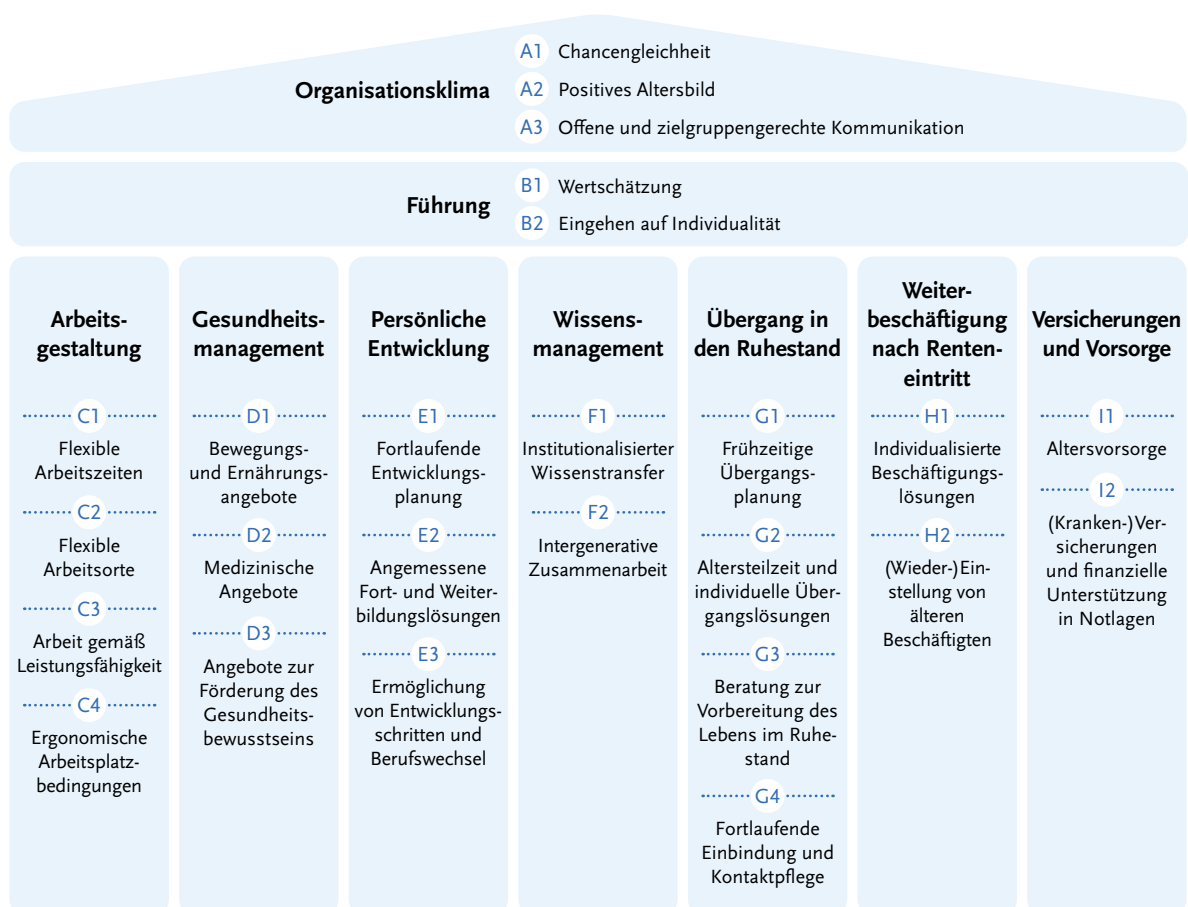 Organisationsklima
A1 Chancengleichheit
A2 Positives Altersbild
A3 Offene und zielgruppengerechte Kommunikation
Führung
B1 Wertschätzung
B2 Eingehen auf Individualität
Arbeits-
gestaltung
C1
Flexible
Arbeitszeiten
C2
Flexible
Arbeitsorte
C3
Arbeit gemäß
Leistungsfähigkeit
C4
Ergonomische
Arbeitsplatz-
bedingungen
Gesundheits-
management
D1
Bewegungs-
und Ernährungs-
angebote
D2
Medizinische
Angebote
D3
Angebote zur
Förderung des
Gesundheits-
bewusstseins
Persönliche
Entwicklung
E1
Fortlaufende
Entwicklungs-
planung
E2
Angemessene
Fort- und Weiter-
bildungslösungen
E3
Ermöglichung
von Entwicklungs-
schritten und
Berufswechsel
Wissens-
management
F1
Institutionalisierter
Wissenstransfer
F2
Intergenerative
Zusammenarbeit
Übergang in
den Ruhestand
G1
Frühzeitige
Übergangs-
planung
G2
Altersteilzeit und
individuelle Über-
gangslösungen
G3
Beratung zur
Vorbereitung des
Lebens im Ruhe-
stand
G4
Fortlaufende
Einbindung und
Kontaktpflege
Weiter-
beschäftigung
nach Renten-
eintritt
H1
Individualisierte
Beschäftigungs-
lösungen
H2
(Wieder-)Ein-
stellung von
älteren
Beschäftigten
Versicherungen
und Vorsorge
I1
Altersvorsorge
I2
(Kranken-)Ver-
sicherungen
und finanzielle
Unterstützung
in Notlagen